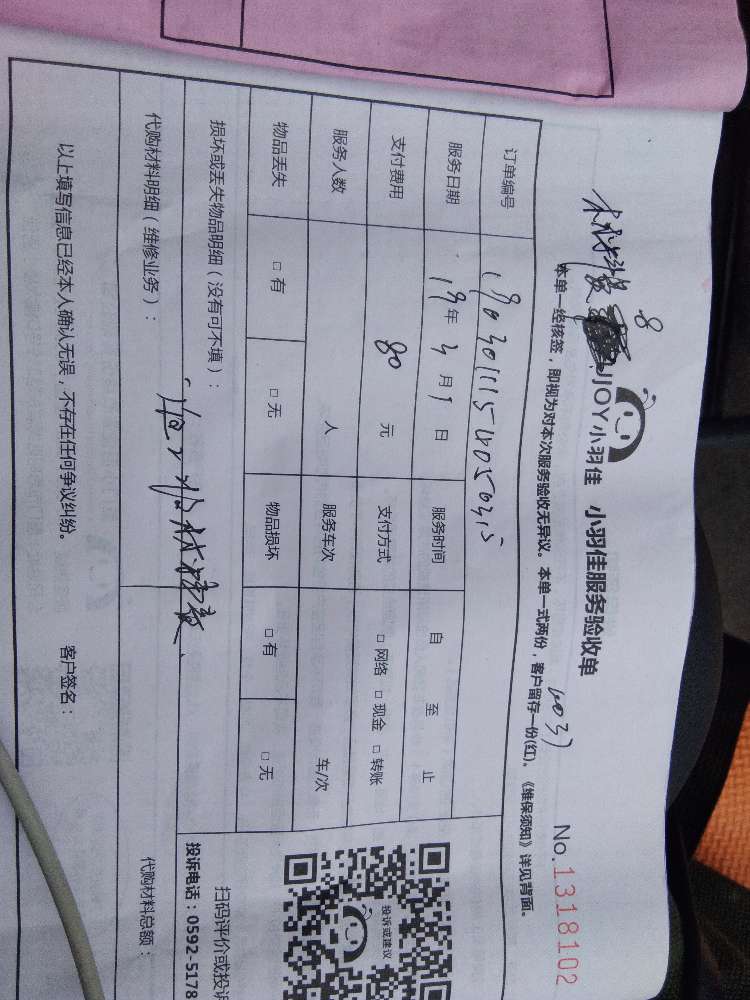 8
JJOY小羽佳 小羽佳服务验收单
No.1318102
本单一经核签，即视为对本次服务验收无异议。本单一式两份，客户留存一份(红)。《维保须知》详见背面。
订单编号
服务日期 19年3月1日 服务时间 自 至 止
支付费用 80 元 支付方式 □网络 □现金 □转账
服务人数 人 服务车次 车/次
物品丢失 □有 □无 物品损坏 □有 □无
损坏或丢失物品明细（没有可不填）：
代购材料明细（维修业务）：
代购材料总额：
投诉或建议
扫码评价或投诉
投诉电话：0592-5178
以上填写信息已经本人确认无误，不存在任何争议纠纷。
客户签名：